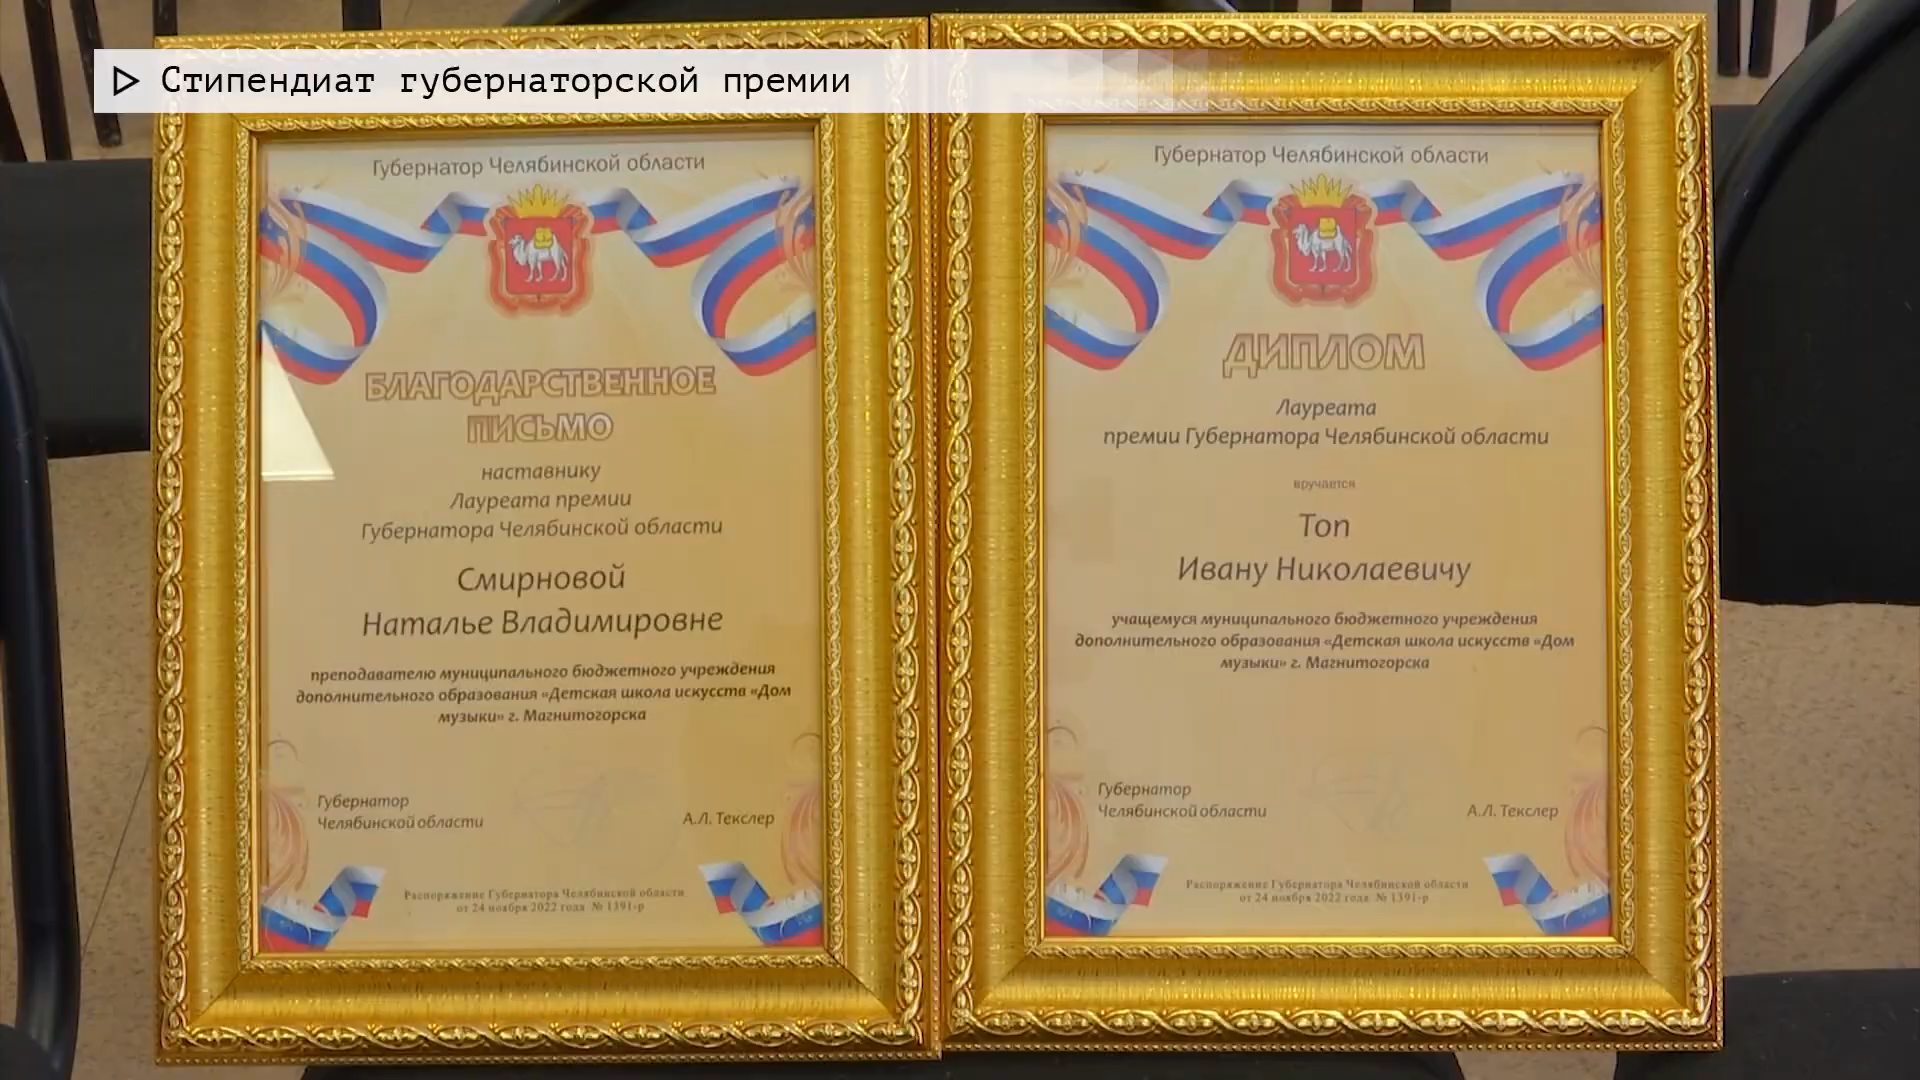 Стипендиат губернаторской премии
Губернатор Челябинской области
БЛАГОДАРСТВЕННОЕ
ПИСЬМО
наставнику
Лауреата премии
Губернатора Челябинской области
Смирновой
Наталье Владимировне
преподавателю муниципального бюджетного учреждения
дополнительного образования «Детская школа искусств «Дом
музыки» г. Магнитогорска
Губернатор
Челябинской области
А.Л. Текслер
Распоряжение Губернатора Челябинской области
от 24 ноября 2022 года № 1391-р
Губернатор Челябинской области
ДИПЛОМ
Лауреата
премии Губернатора Челябинской области
вручается
Топ
Ивану Николаевичу
учащемуся муниципального бюджетного учреждения
дополнительного образования «Детская школа искусств «Дом
музыки» г. Магнитогорска
Губернатор
Челябинской области
А.Л. Текслер
Распоряжение Губернатора Челябинской области
от 24 ноября 2022 года № 1391-р